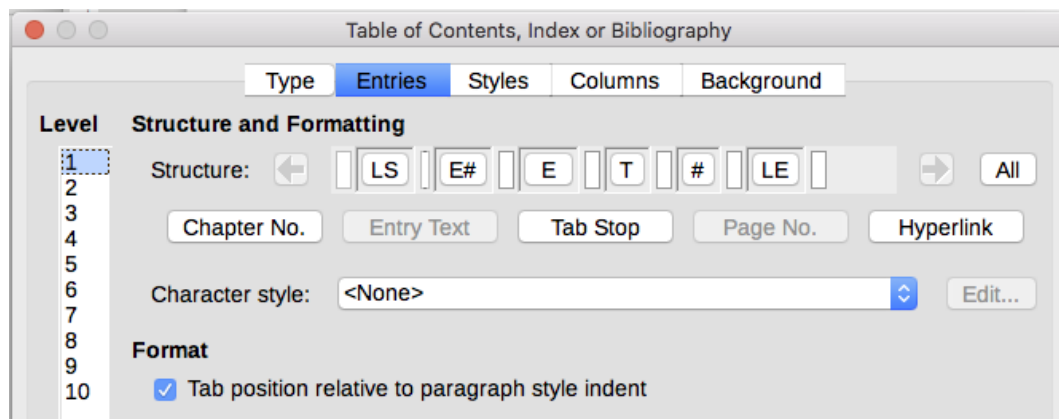 Table of Contents, Index or Bibliography
Type Entries Styles Columns Background
Level Structure and Formatting
1 Structure: LS E# E T # LE All
2
3 Chapter No. Entry Text Tab Stop Page No. Hyperlink
4
5
6 Character style: <None> Edit...
7
8
9 Format
10 Tab position relative to paragraph style indent